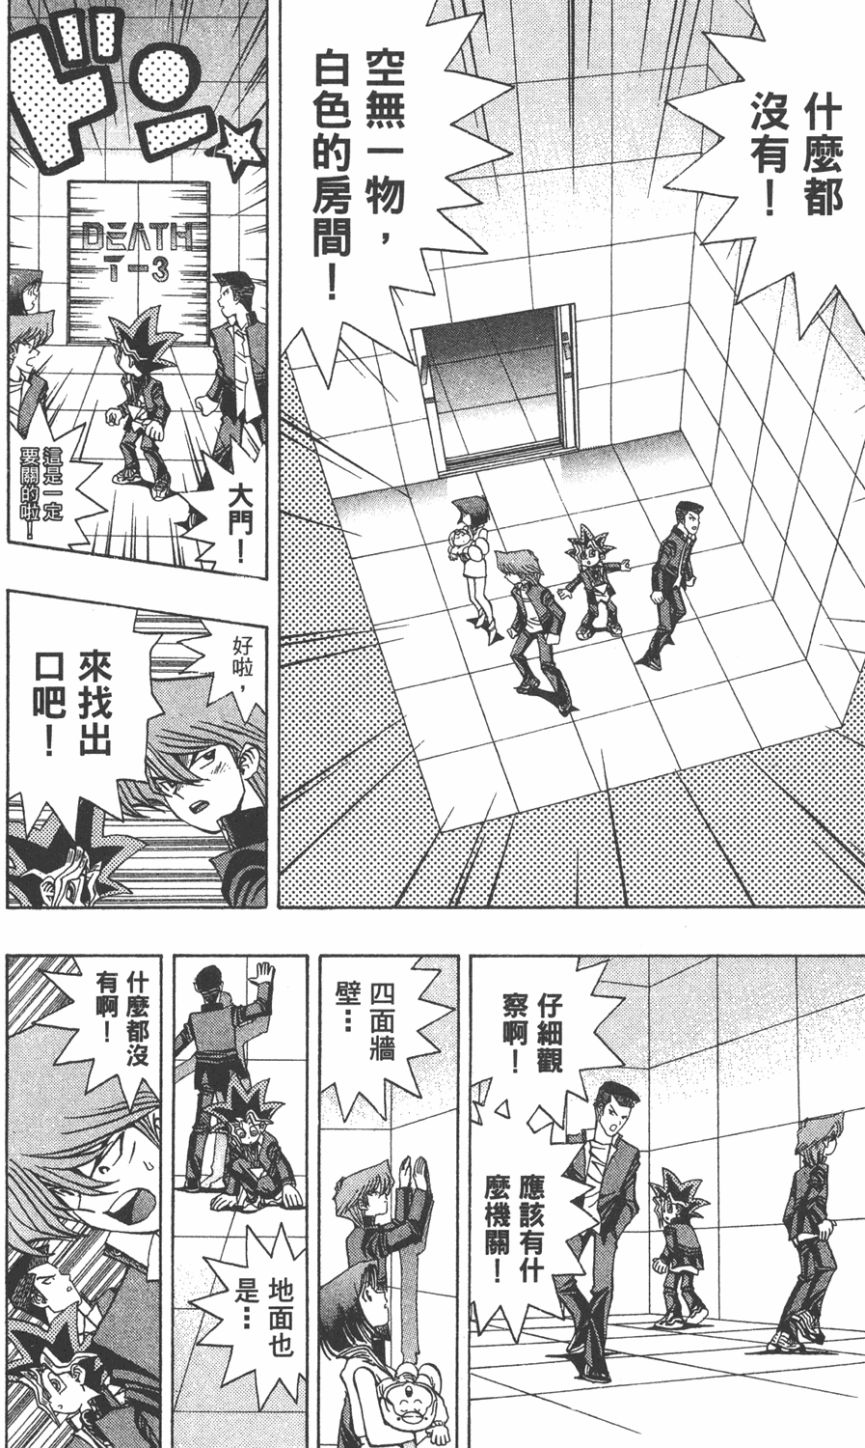 什麼都
沒有！
空無一物，
白色的房間！
ドーン☆
DEATH
T-3
大門！
這是一定
要關的啦！
好啦，
來找出
口吧！
仔細觀
察啊！
應該有什
麼機關！
四面牆
壁…
地面也
是…
什麼都沒
有啊！